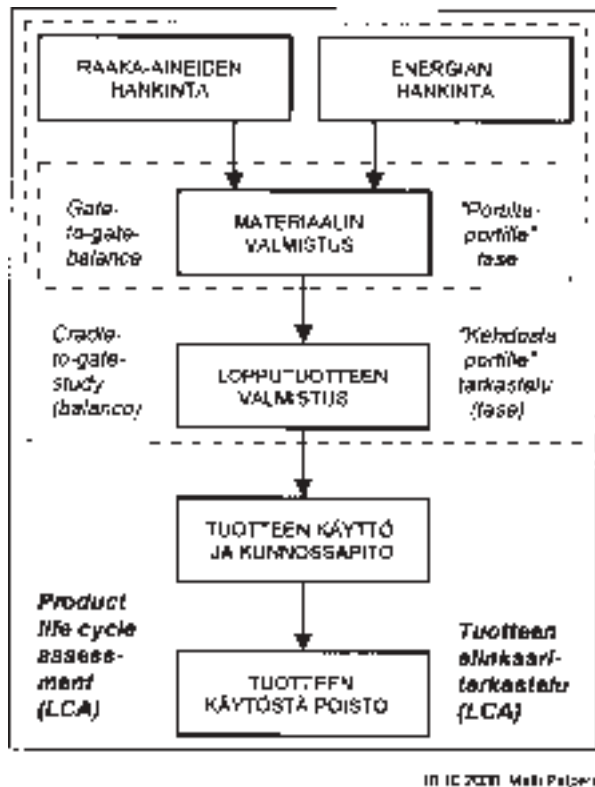 RAAKA-AINEIDEN
HANKINTA
ENERGIAN
HANKINTA
Gate-
to-gate-
balance
MATERIAALIN
VALMISTUS
"Portilta-
portille"
tase
Cradle-
to-gate-
study
(balance)
LOPPUTUOTTEEN
VALMISTUS
"Kehdosta
portille"
tarkastelu
(tase)
TUOTTEEN KÄYTTÖ
JA KUNNOSSAPITO
Product
life cycle
assess-
ment
(LCA)
TUOTTEEN
KÄYTÖSTÄ POISTO
Tuotteen
elinkaari-
tarkastelu
(LCA)